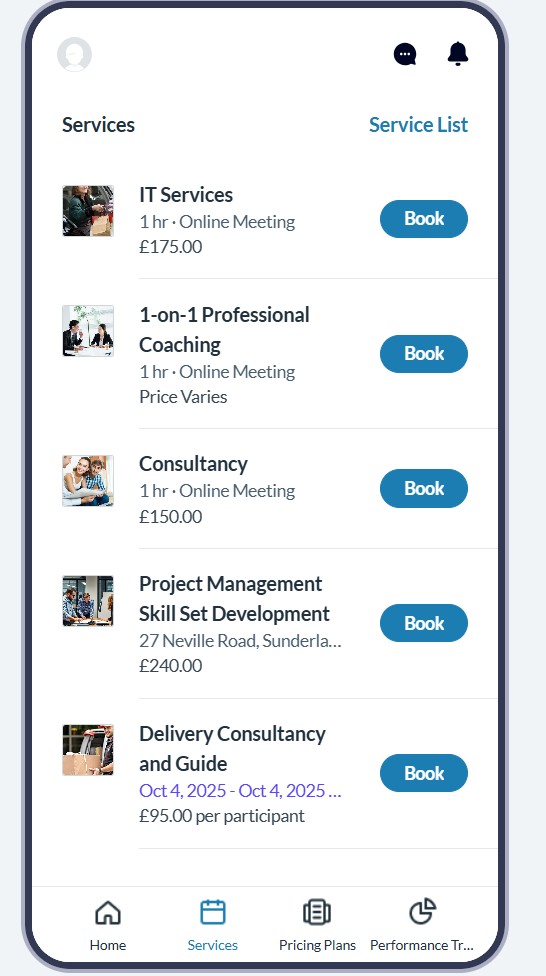 Services
Service List
IT Services
1 hr · Online Meeting
£175.00
Book
1-on-1 Professional
Coaching
1 hr · Online Meeting
Price Varies
Book
Consultancy
1 hr · Online Meeting
£150.00
Book
Project Management
Skill Set Development
27 Neville Road, Sunderla...
£240.00
Book
Delivery Consultancy
and Guide
Oct 4, 2025 - Oct 4, 2025 ...
£95.00 per participant
Book
Home
Services
Pricing Plans
Performance Tr...